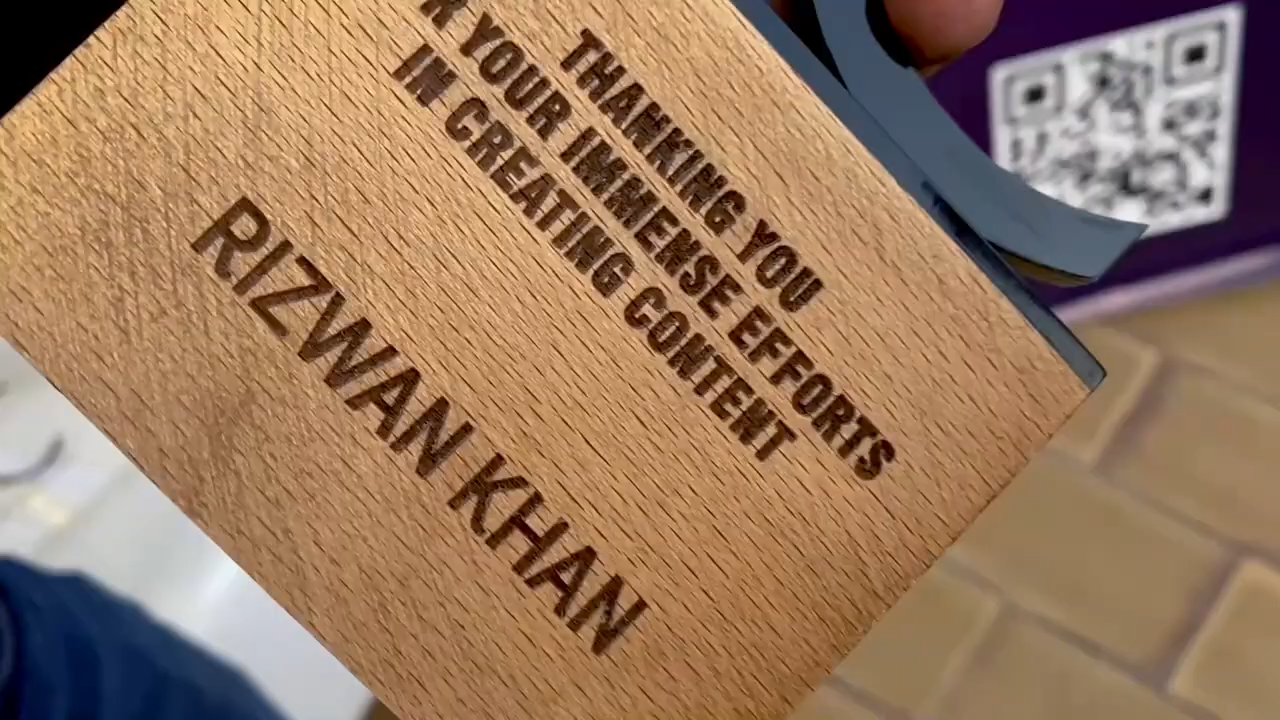 THANKING YOU
R YOUR IMMENSE EFFORTS
IN CREATING CONTENT
RIZWAN KHAN